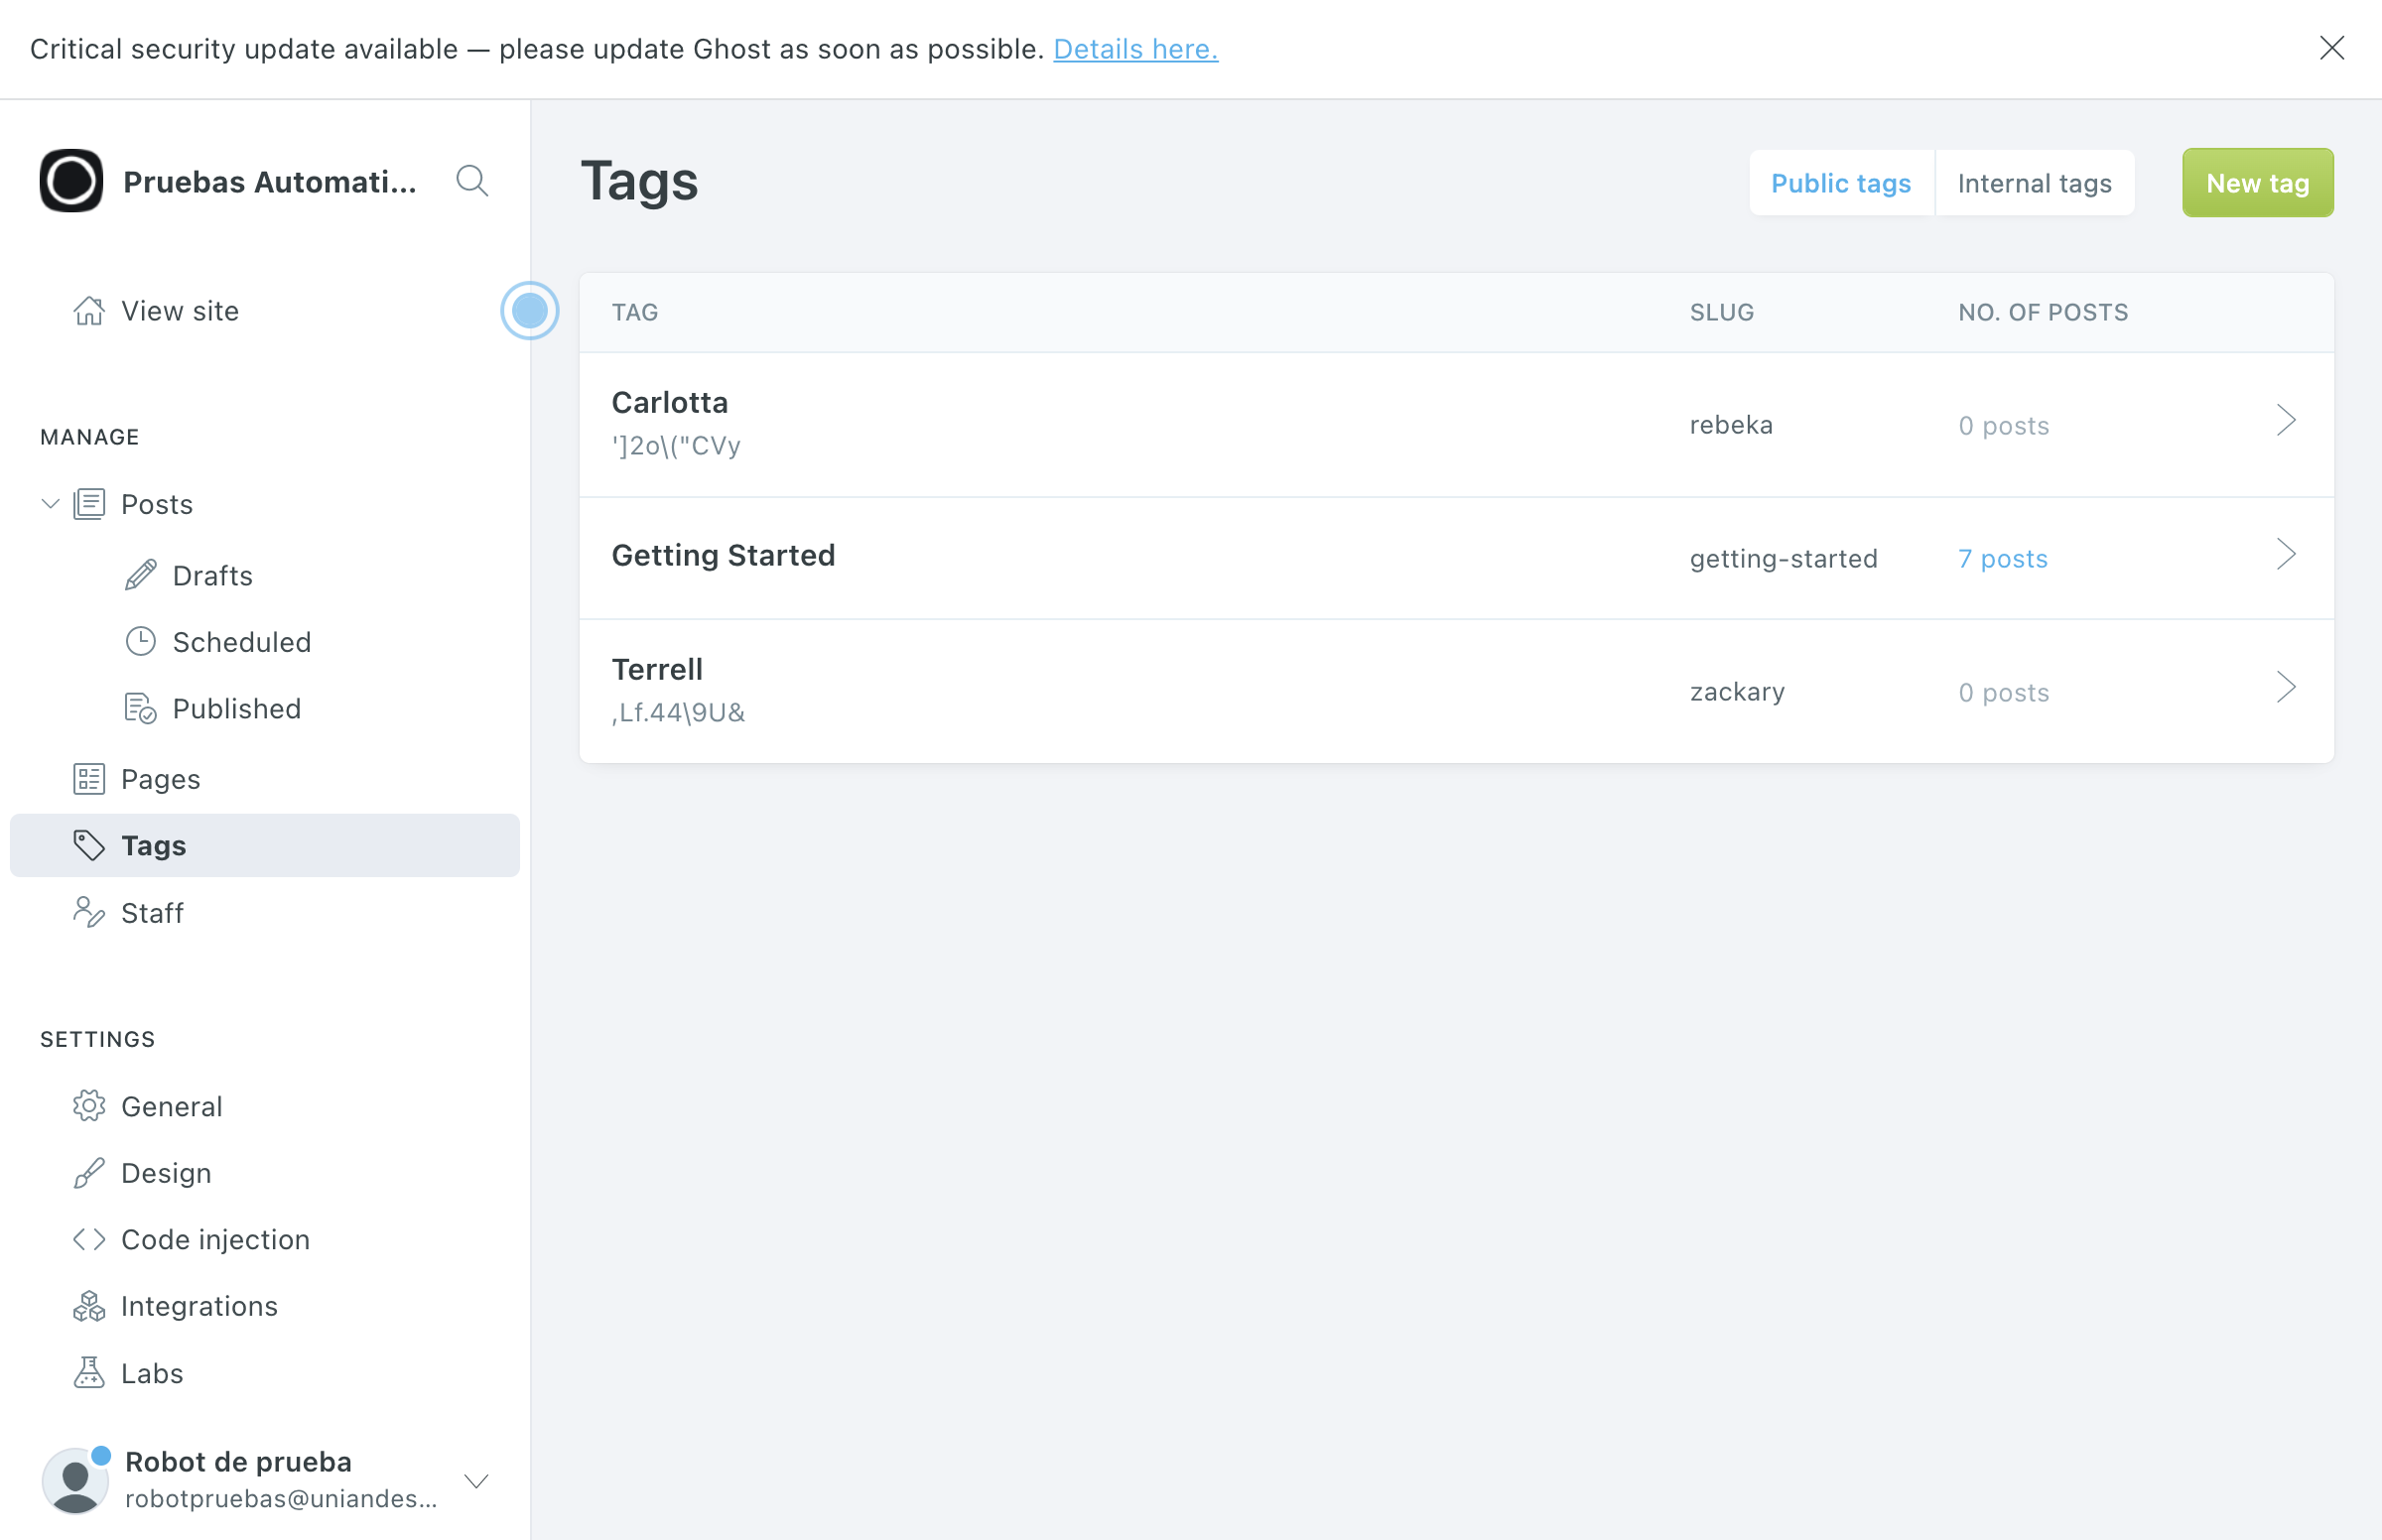 Critical security update available — please update Ghost as soon as possible. Details here.
Pruebas Automati...
View site
MANAGE
Posts
Drafts
Scheduled
Published
Pages
Tags
Staff
SETTINGS
General
Design
Code injection
Integrations
Labs
Robot de prueba
robotpruebas@uniandes...
Tags
Public tags
Internal tags
New tag
TAG SLUG NO. OF POSTS
Carlotta
']2o\("CVy
rebeka
0 posts
Getting Started
getting-started
7 posts
Terrell
,Lf.44\9U&
zackary
0 posts